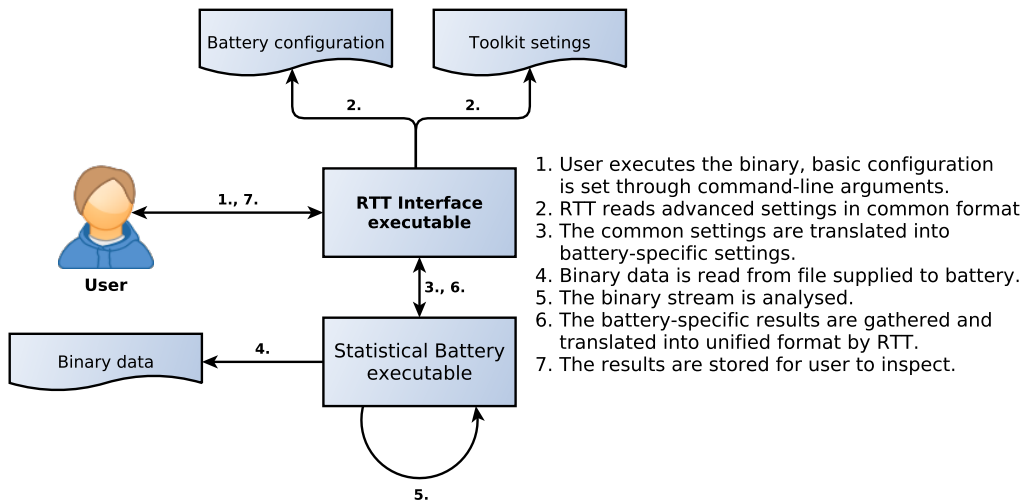 Battery configuration
Toolkit setings
2.
2.
1., 7.
RTT Interface
executable
User
3., 6.
Binary data
4.
Statistical Battery
executable
5.
1. User executes the binary, basic configuration
is set through command-line arguments.
2. RTT reads advanced settings in common format
3. The common settings are translated into
battery-specific settings.
4. Binary data is read from file supplied to battery.
5. The binary stream is analysed.
6. The battery-specific results are gathered and
translated into unified format by RTT.
7. The results are stored for user to inspect.